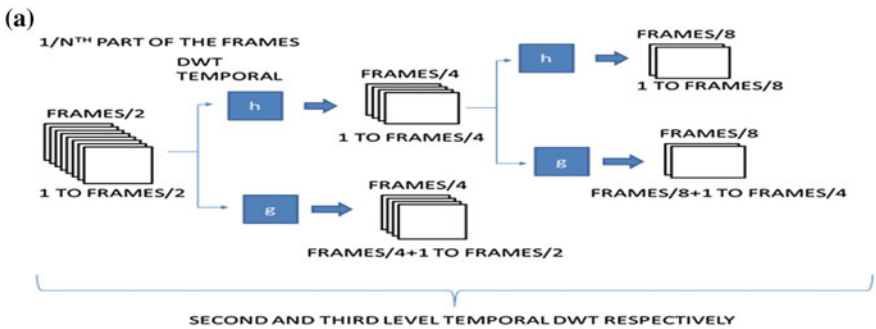 (a)
1/NTH PART OF THE FRAMES
DWT
TEMPORAL
FRAMES/2
1 TO FRAMES/2
h
FRAMES/4
1 TO FRAMES/4
h
FRAMES/8
1 TO FRAMES/8
g
FRAMES/8
FRAMES/8+1 TO FRAMES/4
g
FRAMES/4
FRAMES/4+1 TO FRAMES/2
SECOND AND THIRD LEVEL TEMPORAL DWT RESPECTIVELY